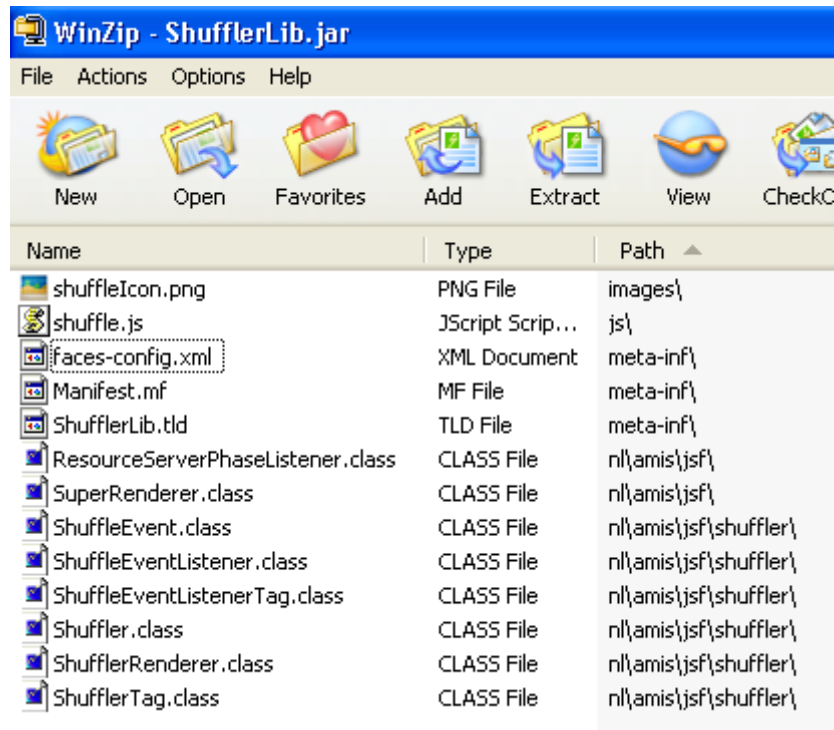 WinZip - ShufflerLib.jar
File Actions Options Help
New Open Favorites Add Extract View CheckO
Name Type Path
shuffleIcon.png PNG File images\
shuffle.js JScript Scrip... js\
faces-config.xml XML Document meta-inf\
Manifest.mf MF File meta-inf\
ShufflerLib.tld TLD File meta-inf\
ResourceServerPhaseListener.class CLASS File nl\amis\jsf\
SuperRenderer.class CLASS File nl\amis\jsf\
ShuffleEvent.class CLASS File nl\amis\jsf\shuffler\
ShuffleEventListener.class CLASS File nl\amis\jsf\shuffler\
ShuffleEventListenerTag.class CLASS File nl\amis\jsf\shuffler\
Shuffler.class CLASS File nl\amis\jsf\shuffler\
ShufflerRenderer.class CLASS File nl\amis\jsf\shuffler\
ShufflerTag.class CLASS File nl\amis\jsf\shuffler\